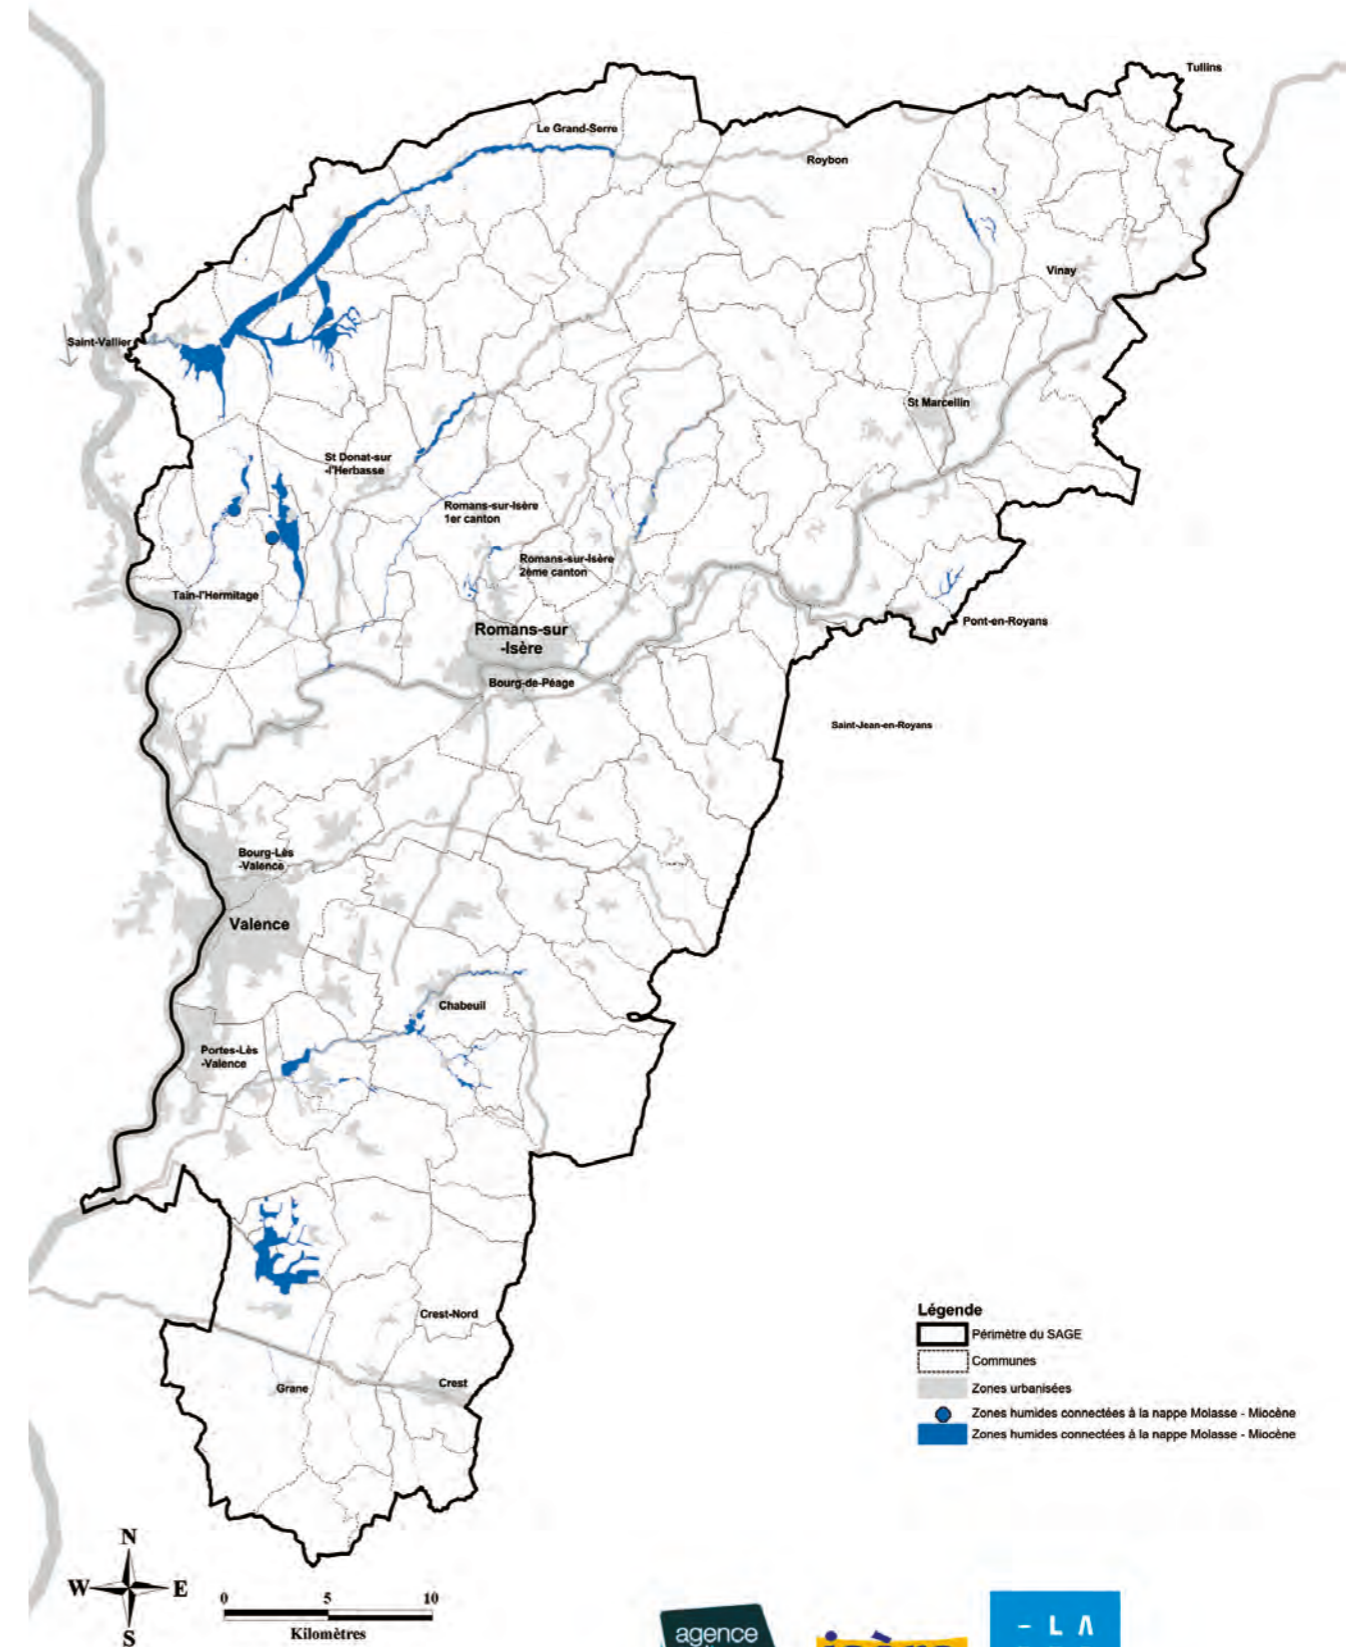 Tullins
Le Grand-Serre
Roybon
Vinay
Saint-Vallier
St Marcellin
St Donat-sur
-l'Herbasse
Romans-sur-Isère
1er canton
Romans-sur-Isère
2ème canton
Tain-l'Hermitage
Pont-en-Royans
Romans-sur
-Isère
Bourg-de-Péage
Saint-Jean-en-Royans
Bourg-Lès
-Valence
Valence
Chabeuil
Portes-Lès
-Valence
Crest-Nord
Crest
Grane
Légende
Périmètre du SAGE
Communes
Zones urbanisées
Zones humides connectées à la nappe Molasse - Miocène
Zones humides connectées à la nappe Molasse - Miocène
N
W E
S
0 5 10
Kilomètres
agence
- L A